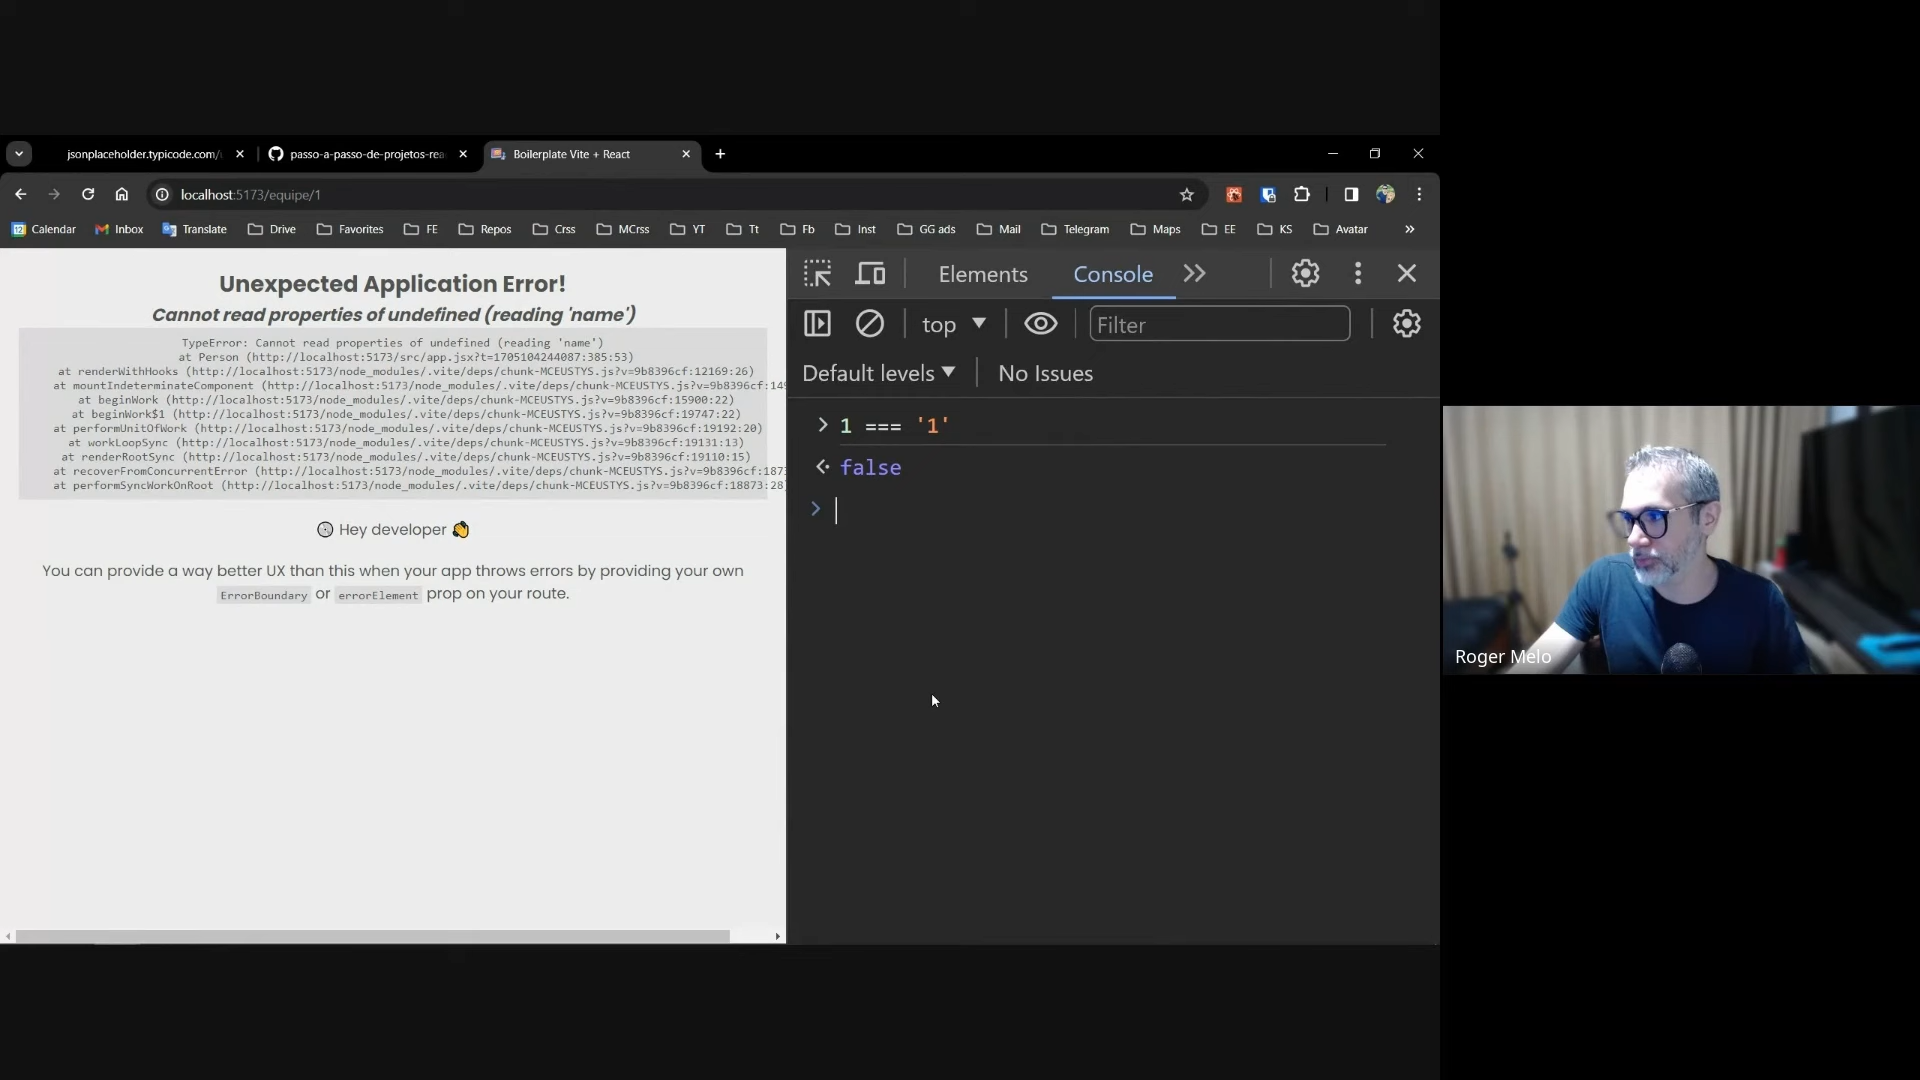 jsonplaceholder.typicode.com/
passo-a-passo-de-projetos-rea
Boilerplate Vite + React
localhost:5173/equipe/1
Calendar Inbox Translate Drive Favorites FE Repos Crss MCrss YT Tt Fb Inst GG ads Mail Telegram Maps EE KS Avatar »
Unexpected Application Error!
Cannot read properties of undefined (reading 'name')
TypeError: Cannot read properties of undefined (reading 'name')
at Person (http://localhost:5173/src/app.jsx?t=1705104244087:385:53)
at renderWithHooks (http://localhost:5173/node_modules/.vite/deps/chunk-MCEUSTYS.js?v=9b8396cf:12169:26)
at mountIndeterminateComponent (http://localhost:5173/node_modules/.vite/deps/chunk-MCEUSTYS.js?v=9b8396cf:149
at beginWork (http://localhost:5173/node_modules/.vite/deps/chunk-MCEUSTYS.js?v=9b8396cf:15900:22)
at beginWork$1 (http://localhost:5173/node_modules/.vite/deps/chunk-MCEUSTYS.js?v=9b8396cf:19747:22)
at performUnitOfWork (http://localhost:5173/node_modules/.vite/deps/chunk-MCEUSTYS.js?v=9b8396cf:19192:20)
at workLoopSync (http://localhost:5173/node_modules/.vite/deps/chunk-MCEUSTYS.js?v=9b8396cf:19131:13)
at renderRootSync (http://localhost:5173/node_modules/.vite/deps/chunk-MCEUSTYS.js?v=9b8396cf:19110:15)
at recoverFromConcurrentError (http://localhost:5173/node_modules/.vite/deps/chunk-MCEUSTYS.js?v=9b8396cf:1873
at performSyncWorkOnRoot (http://localhost:5173/node_modules/.vite/deps/chunk-MCEUSTYS.js?v=9b8396cf:18873:28)
💿 Hey developer 👋
You can provide a way better UX than this when your app throws errors by providing your own
ErrorBoundary or errorElement prop on your route.
Elements Console
top Filter
Default levels No Issues
1 === '1'
false
Roger Melo